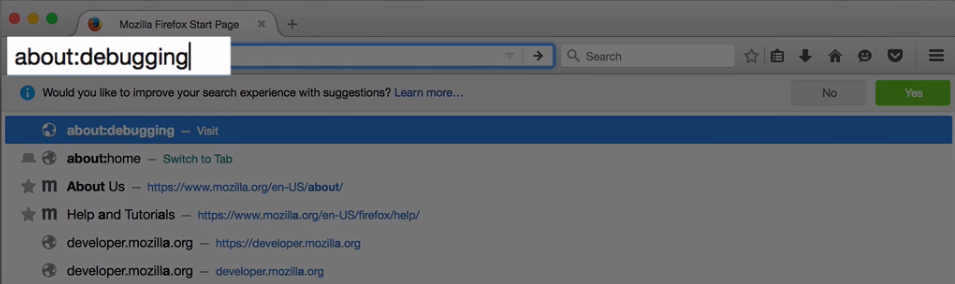 Mozilla Firefox Start Page
about:debugging
Search
Would you like to improve your search experience with suggestions? Learn more… No Yes
about:debugging — Visit
about:home — Switch to Tab
m About Us — https://www.mozilla.org/en-US/about/
m Help and Tutorials — https://www.mozilla.org/en-US/firefox/help/
developer.mozilla.org — https://developer.mozilla.org
developer.mozilla.org — developer.mozilla.org